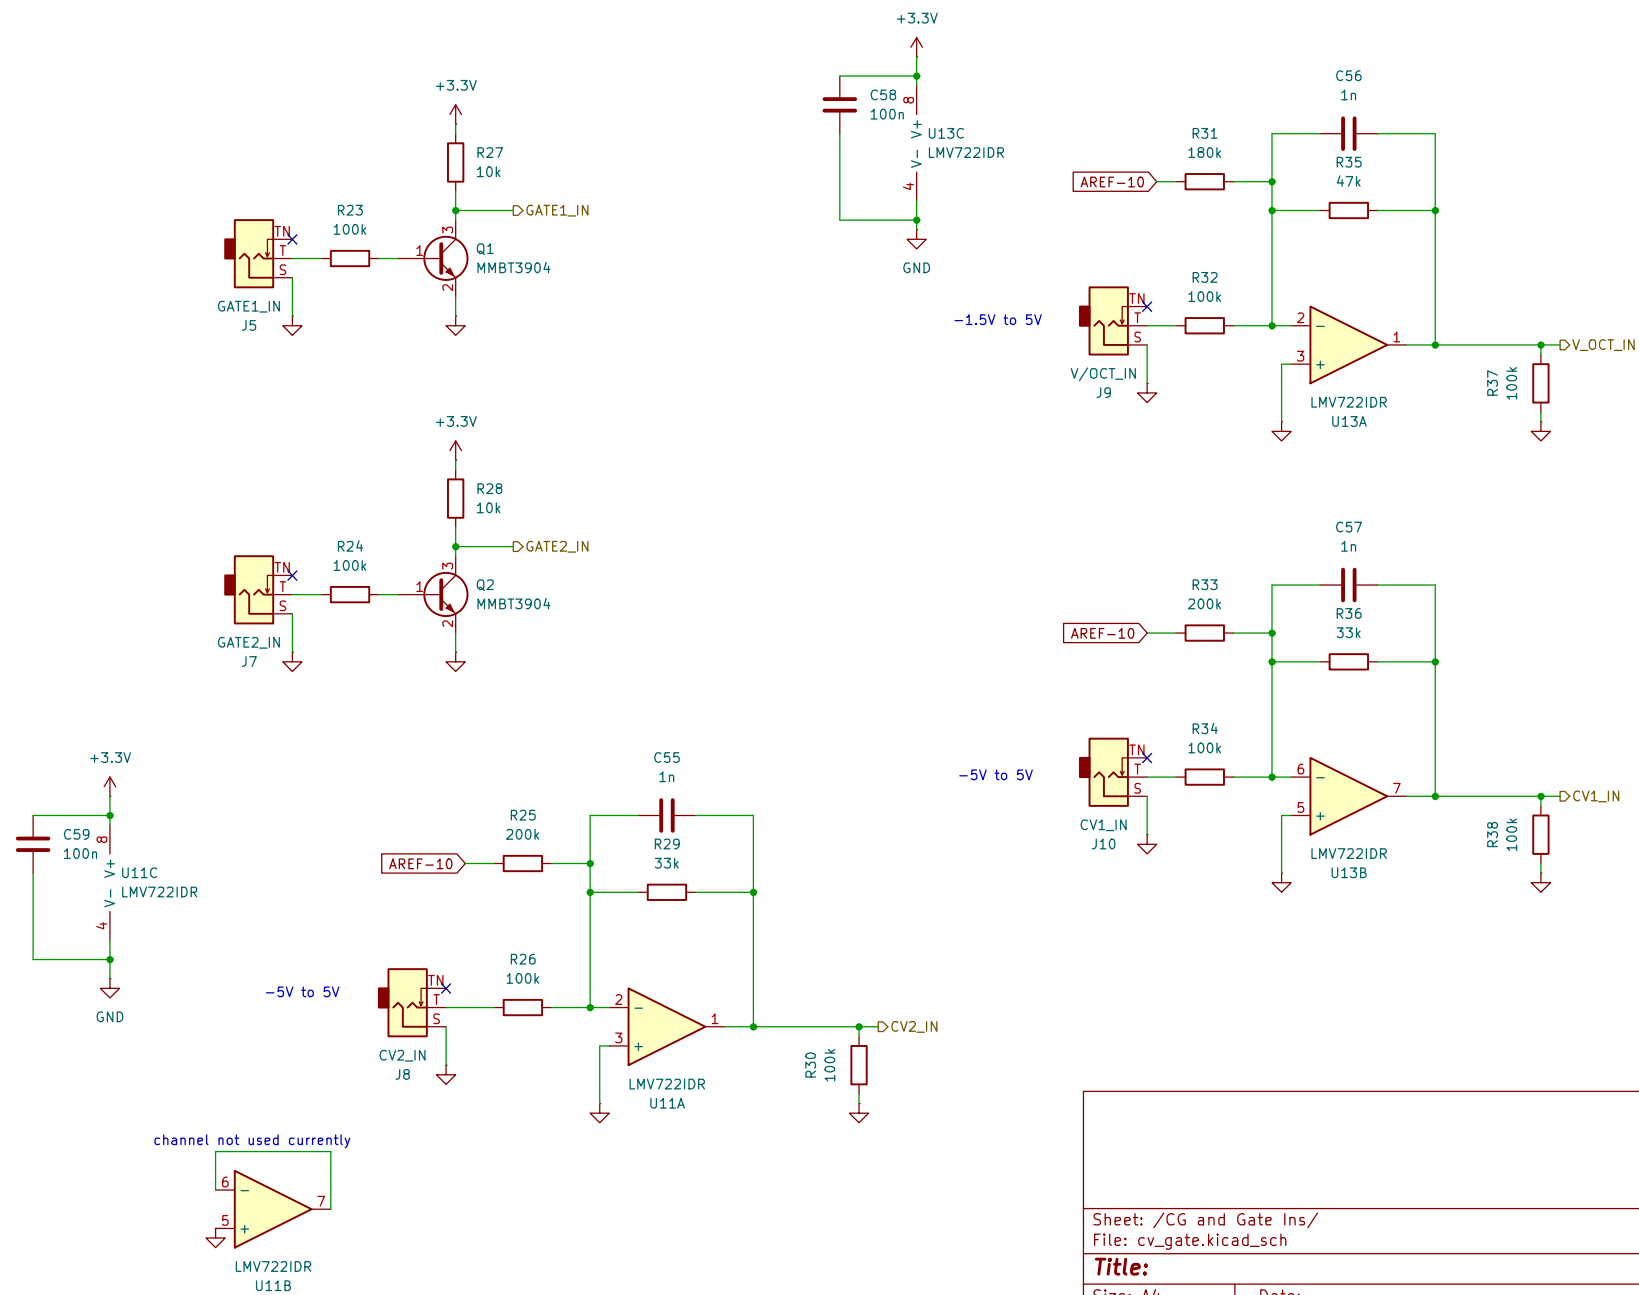 +3.3V
R27
10k
GATE1_IN
R23
100k
TN
T
S
1
3
2
Q1
MMBT3904
GATE1_IN
J5
+3.3V
R28
10k
GATE2_IN
R24
100k
TN
T
S
1
3
2
Q2
MMBT3904
GATE2_IN
J7
+3.3V
C58
100n
8
V+
V-
4
U13C
LMV722IDR
GND
C56
1n
R31
180k
R35
47k
AREF-10
R32
100k
-1.5V to 5V
TN
T
S
V/OCT_IN
J9
2
-
3
+
1
LMV722IDR
U13A
V_OCT_IN
R37
100k
C57
1n
R33
200k
R36
33k
AREF-10
R34
100k
-5V to 5V
TN
T
S
CV1_IN
J10
6
-
5
+
7
LMV722IDR
U13B
CV1_IN
R38
100k
+3.3V
C59
100n
8
V+
V-
4
U11C
LMV722IDR
GND
C55
1n
R25
200k
R29
33k
AREF-10
R26
100k
-5V to 5V
TN
T
S
CV2_IN
J8
2
-
3
+
1
LMV722IDR
U11A
CV2_IN
R30
100k
channel not used currently
6
-
5
+
7
LMV722IDR
U11B
Sheet: /CG and Gate Ins/
File: cv_gate.kicad_sch
Title:
Size: A4
Date: